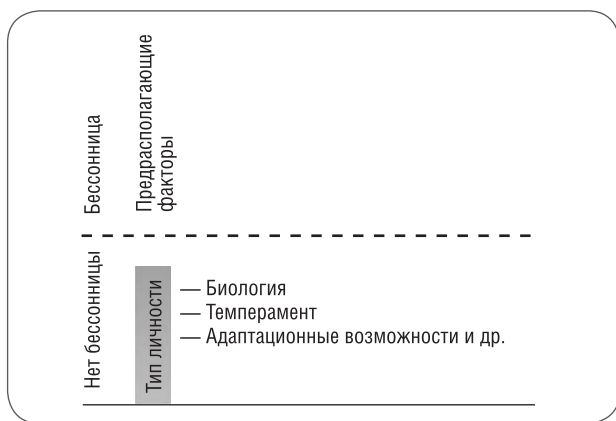 Бессонница
Предрасполагающие
факторы
Нет бессонницы
Тип личности
— Биология
— Темперамент
— Адаптационные возможности и др.